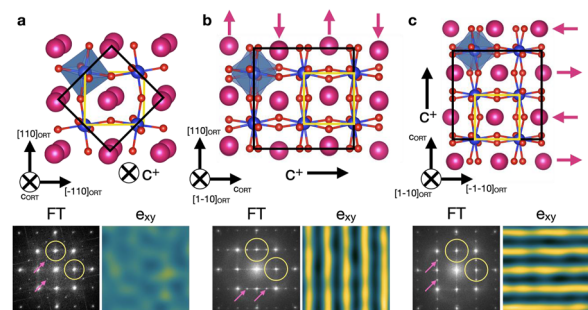 a
b
c
[110]ORT
cORT
[-110]ORT
C+
[110]ORT
cORT
[1-10]ORT
C+
C+
cORT
[1-10]ORT
[-1-10]ORT
FT
exy
FT
exy
FT
exy